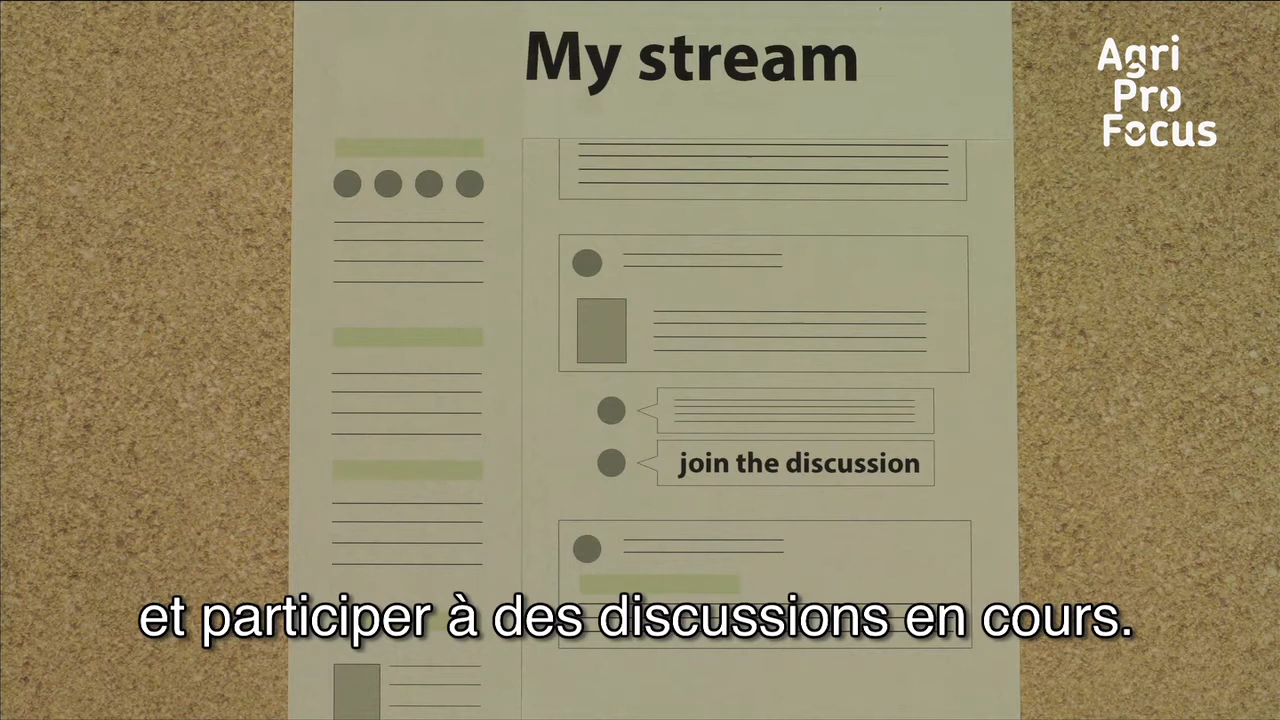 My stream
Agri
Pro
Focus
join the discussion
et participer à des discussions en cours.